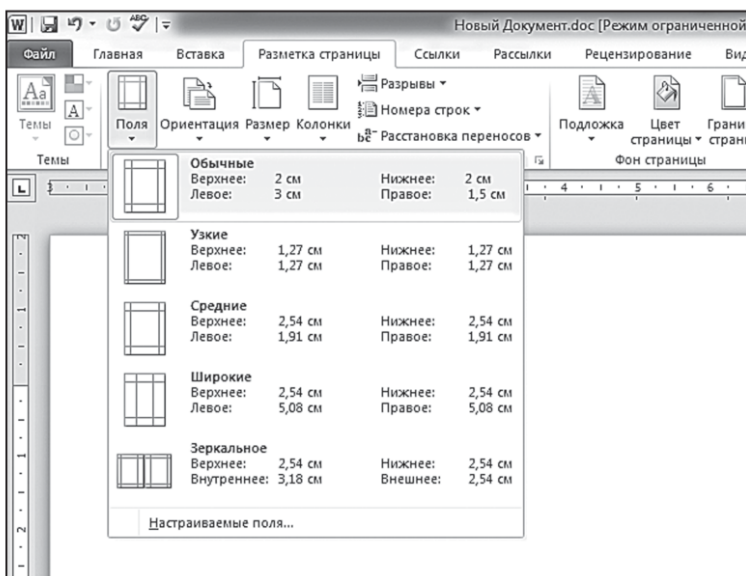 Новый Документ.doc [Режим ограниченной
Файл Главная Вставка Разметка страницы Ссылки Рассылки Рецензирование Вид
Темы
Поля
Ориентация
Размер
Колонки
Разрывы
Номера строк
Расстановка переносов
Подложка
Цвет страницы
Темы
Фон страницы
Обычные
Верхнее: 2 см Нижнее: 2 см
Левое: 3 см Правое: 1,5 см
Узкие
Верхнее: 1,27 см Нижнее: 1,27 см
Левое: 1,27 см Правое: 1,27 см
Средние
Верхнее: 2,54 см Нижнее: 2,54 см
Левое: 1,91 см Правое: 1,91 см
Широкие
Верхнее: 2,54 см Нижнее: 2,54 см
Левое: 5,08 см Правое: 5,08 см
Зеркальное
Верхнее: 2,54 см Нижнее: 2,54 см
Внутреннее: 3,18 см Внешнее: 2,54 см
Настраиваемые поля...